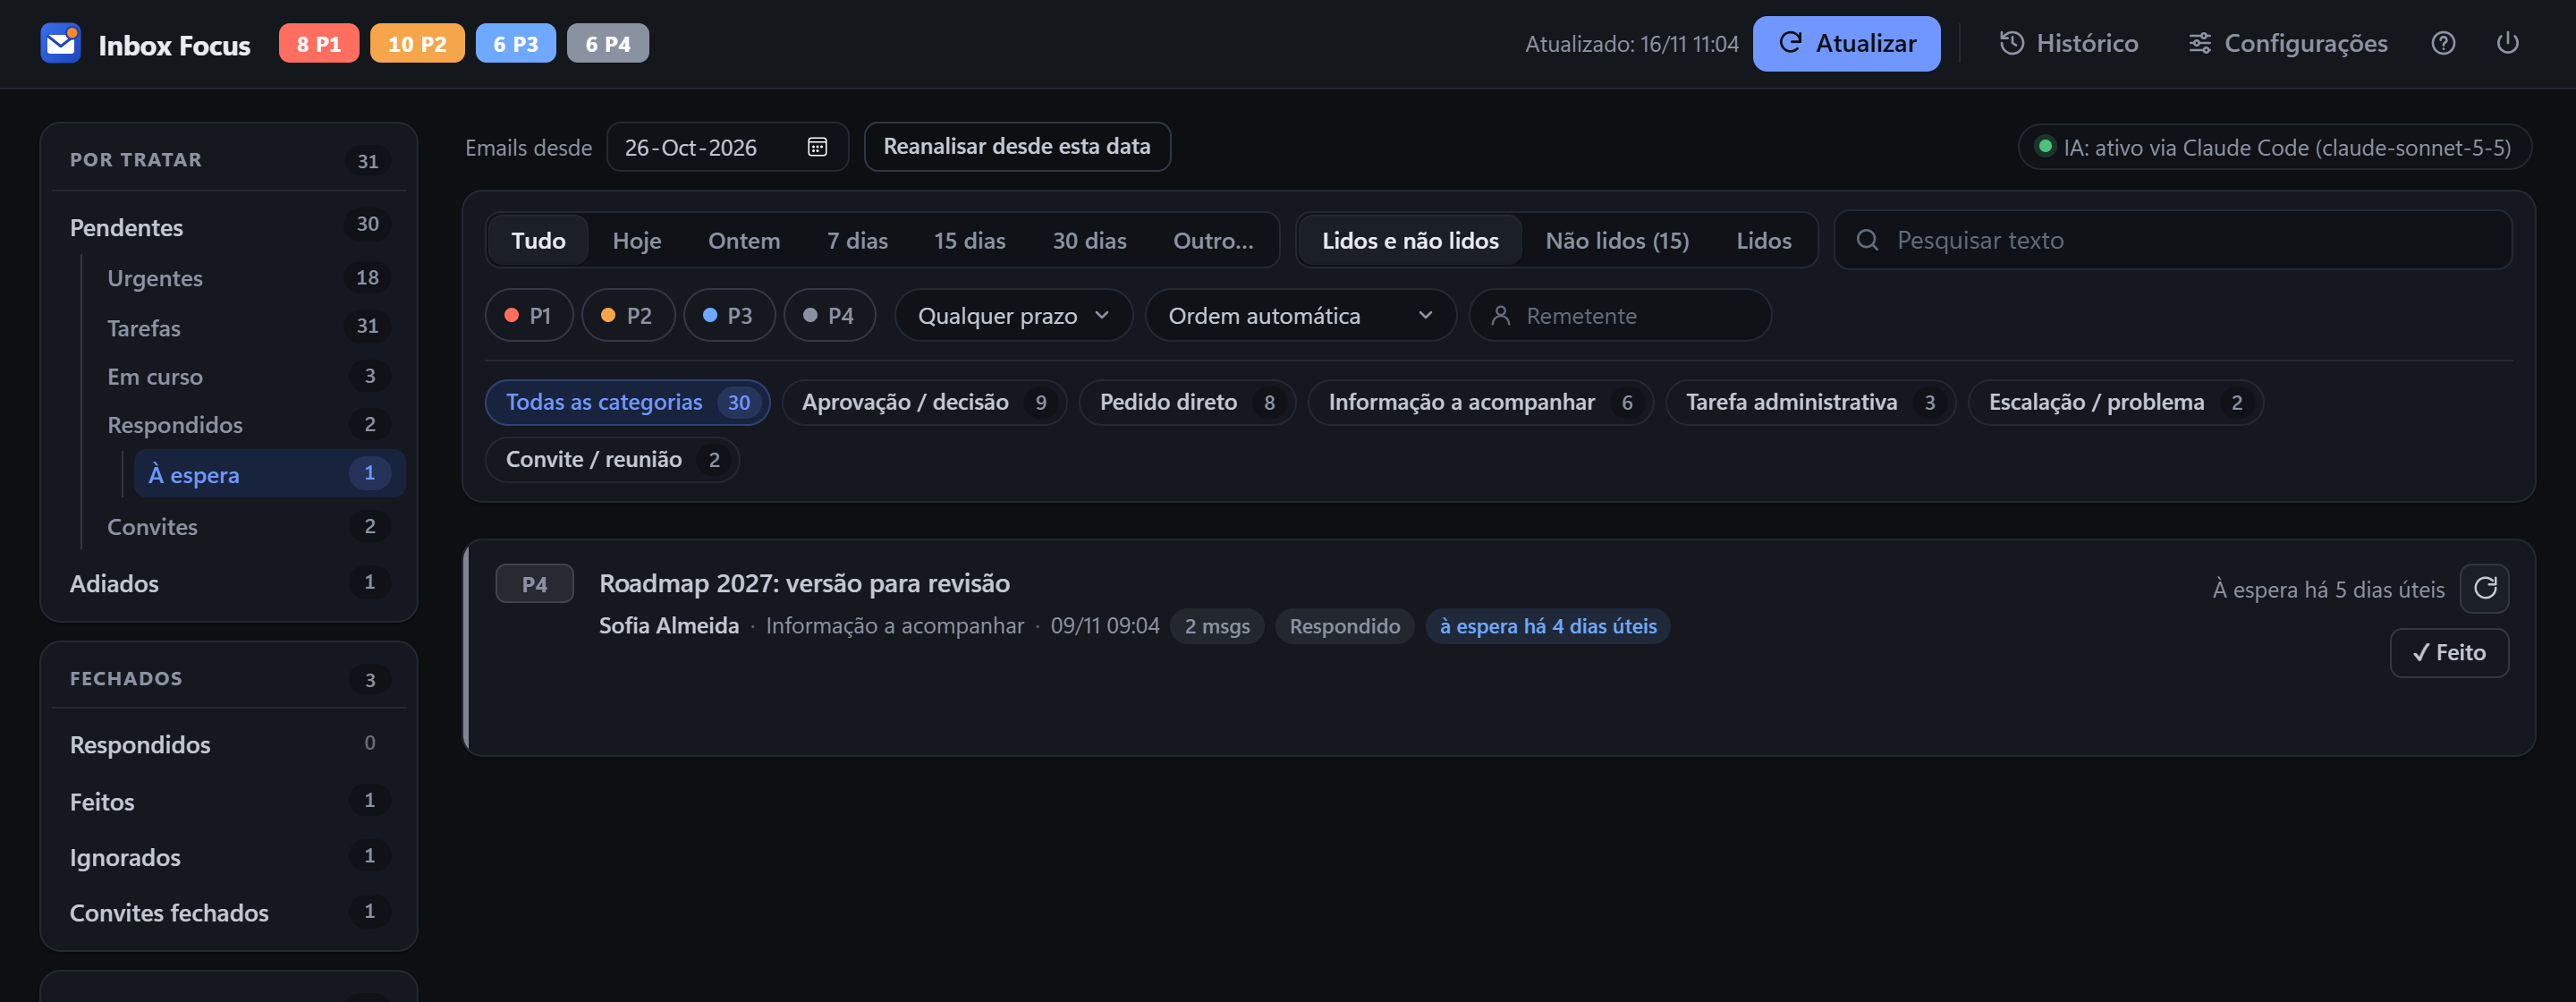 Inbox Focus 8 P1 10 P2 6 P3 6 P4 Atualizado: 16/11 11:04 Atualizar Histórico Configurações
POR TRATAR 31
Pendentes 30
Urgentes 18
Tarefas 31
Em curso 3
Respondidos 2
À espera 1
Convites 2
Adiados 1
FECHADOS 3
Respondidos 0
Feitos 1
Ignorados 1
Convites fechados 1
Emails desde 26-Oct-2026 Reanalisar desde esta data IA: ativo via Claude Code (claude-sonnet-5-5)
Tudo Hoje Ontem 7 dias 15 dias 30 dias Outro... Lidos e não lidos Não lidos (15) Lidos Pesquisar texto
P1 P2 P3 P4 Qualquer prazo Ordem automática Remetente
Todas as categorias 30 Aprovação / decisão 9 Pedido direto 8 Informação a acompanhar 6 Tarefa administrativa 3 Escalação / problema 2
Convite / reunião 2
P4 Roadmap 2027: versão para revisão À espera há 5 dias úteis
Sofia Almeida · Informação a acompanhar · 09/11 09:04 2 msgs Respondido à espera há 4 dias úteis
✓ Feito